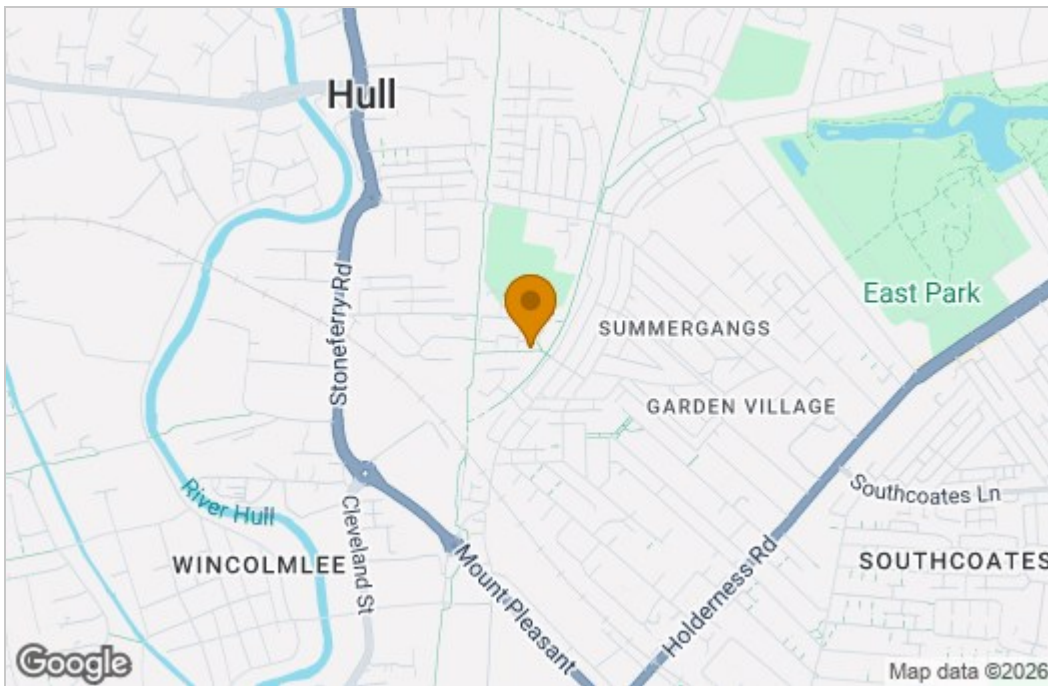 Hull
Stoneferry Rd
East Park
SUMMERGANGS
GARDEN VILLAGE
River Hull
Cleveland St
Southcoates Ln
WINCOLMLEE
Mount Pleasant
Holderness Rd
SOUTHCOATES
Google
Map data ©2026